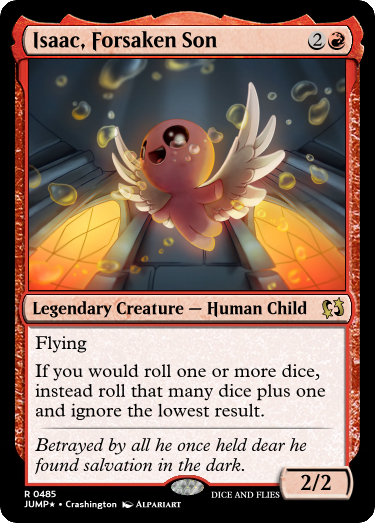 Isaac, Forsaken Son 2
Legendary Creature — Human Child
Flying
If you would roll one or more dice,
instead roll that many dice plus one
and ignore the lowest result.
Betrayed by all he once held dear he
found salvation in the dark.
2/2
R 0485
JUMP★ • Crashington ALPARIART
DICE AND FLIES